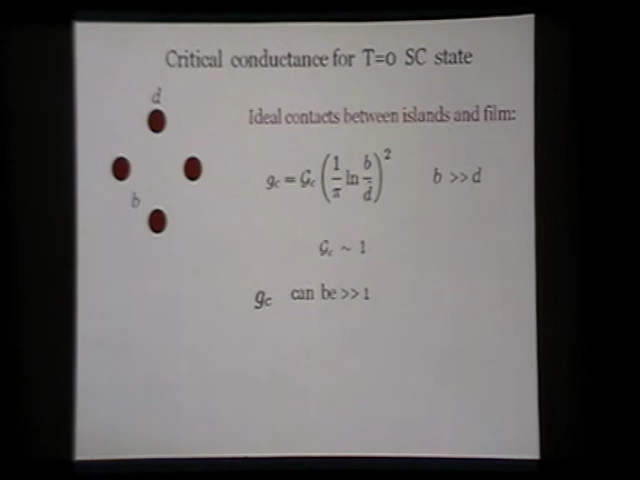 Critical conductance for T=0 SC state
d
Ideal contacts between islands and film:
g_c = G_c (1/π ln b/d)^2 b >> d
b
G_c ~ 1
g_c can be >> 1